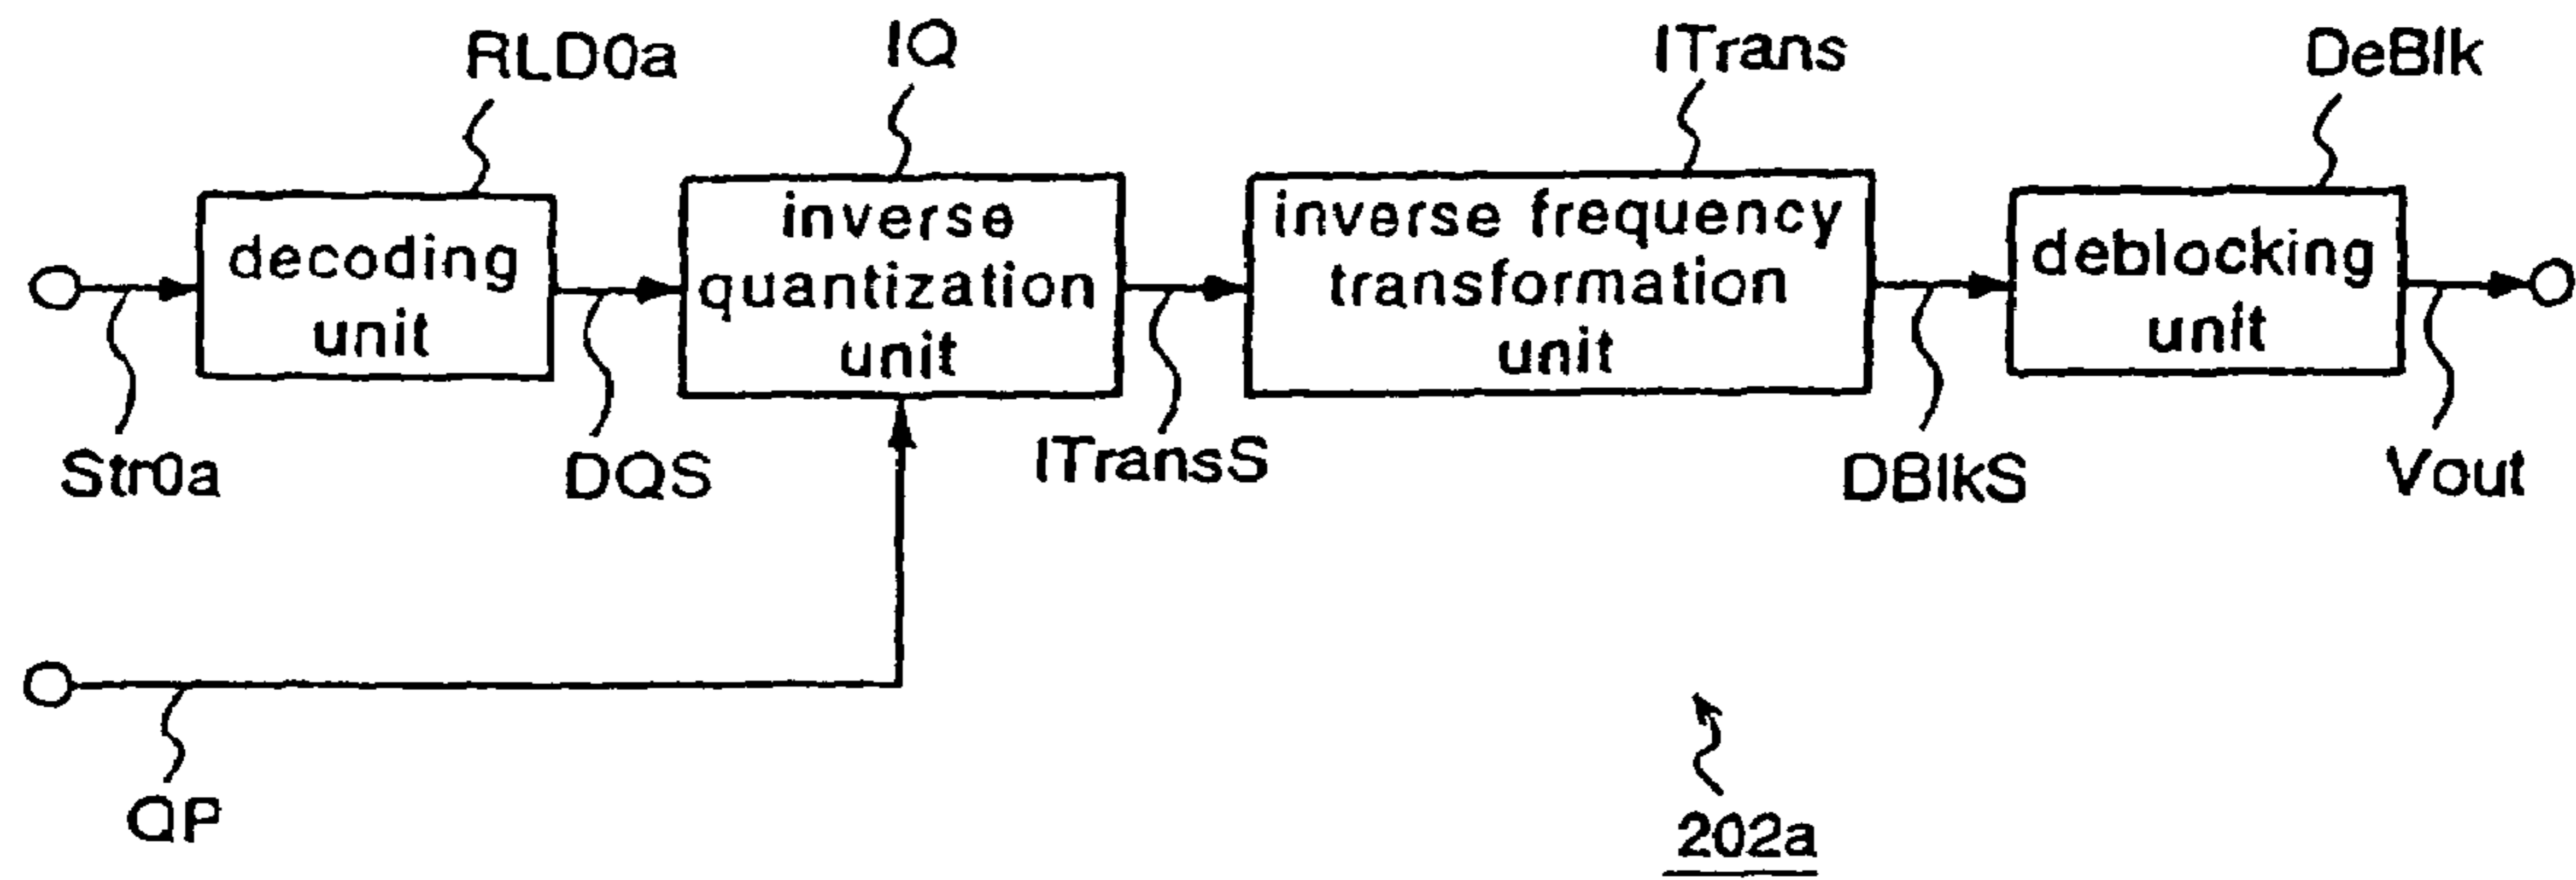 RLD0a
IQ
ITrans
DeBlk
decoding
unit
inverse
quantization
unit
inverse frequency
transformation
unit
deblocking
unit
Str0a
DQS
ITransS
DBlkS
Vout
QP
202a